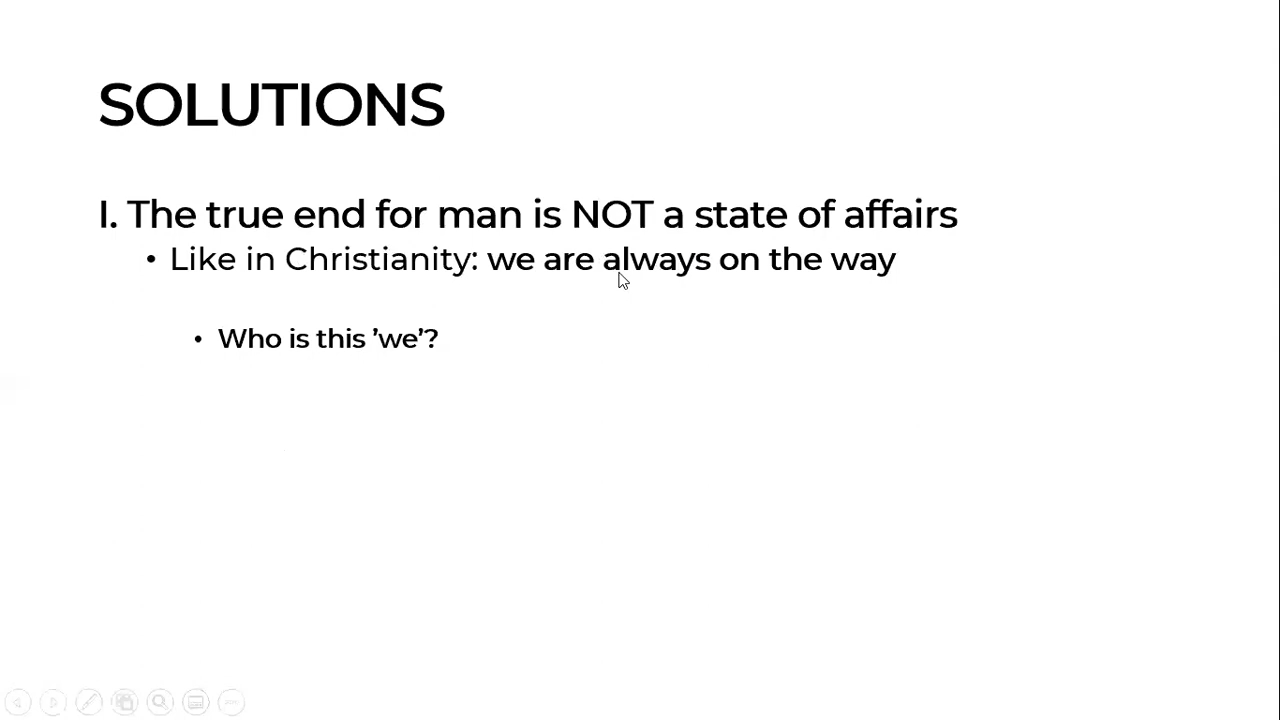 SOLUTIONS
I. The true end for man is NOT a state of affairs
• Like in Christianity: we are always on the way
• Who is this ’we’?